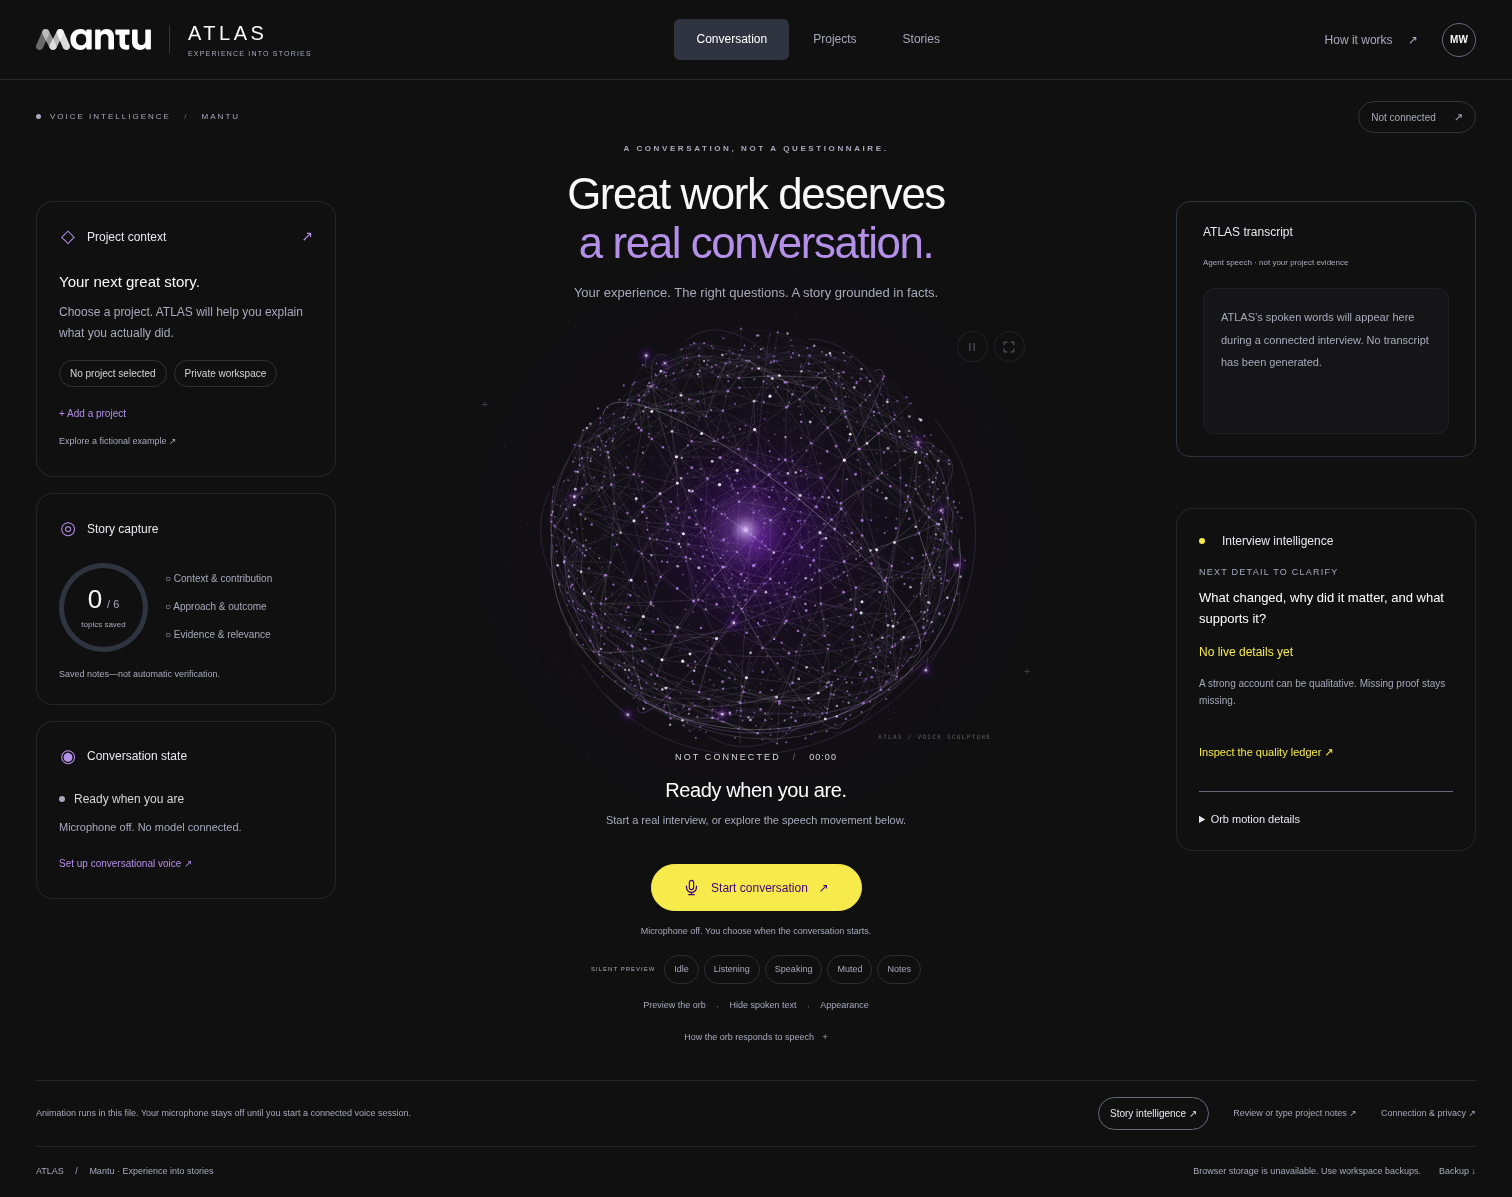 mantu
ATLAS
EXPERIENCE INTO STORIES
Conversation
Projects
Stories
How it works ↗
MW
VOICE INTELLIGENCE / MANTU
Not connected ↗
A CONVERSATION, NOT A QUESTIONNAIRE.
Great work deserves
a real conversation.
Your experience. The right questions. A story grounded in facts.
Project context ↗
Your next great story.
Choose a project. ATLAS will help you explain
what you actually did.
No project selected
Private workspace
+ Add a project
Explore a fictional example ↗
Story capture
0 / 6
topics saved
○ Context & contribution
○ Approach & outcome
○ Evidence & relevance
Saved notes—not automatic verification.
Conversation state
Ready when you are
Microphone off. No model connected.
Set up conversational voice ↗
ATLAS / VOICE SCULPTURE
NOT CONNECTED / 00:00
Ready when you are.
Start a real interview, or explore the speech movement below.
Start conversation ↗
Microphone off. You choose when the conversation starts.
SILENT PREVIEW
Idle
Listening
Speaking
Muted
Notes
Preview the orb · Hide spoken text · Appearance
How the orb responds to speech +
ATLAS transcript
Agent speech · not your project evidence
ATLAS's spoken words will appear here
during a connected interview. No transcript
has been generated.
Interview intelligence
NEXT DETAIL TO CLARIFY
What changed, why did it matter, and what
supports it?
No live details yet
A strong account can be qualitative. Missing proof stays
missing.
Inspect the quality ledger ↗
▶ Orb motion details
Animation runs in this file. Your microphone stays off until you start a connected voice session.
Story intelligence ↗
Review or type project notes ↗
Connection & privacy ↗
ATLAS / Mantu · Experience into stories
Browser storage is unavailable. Use workspace backups.
Backup ↓